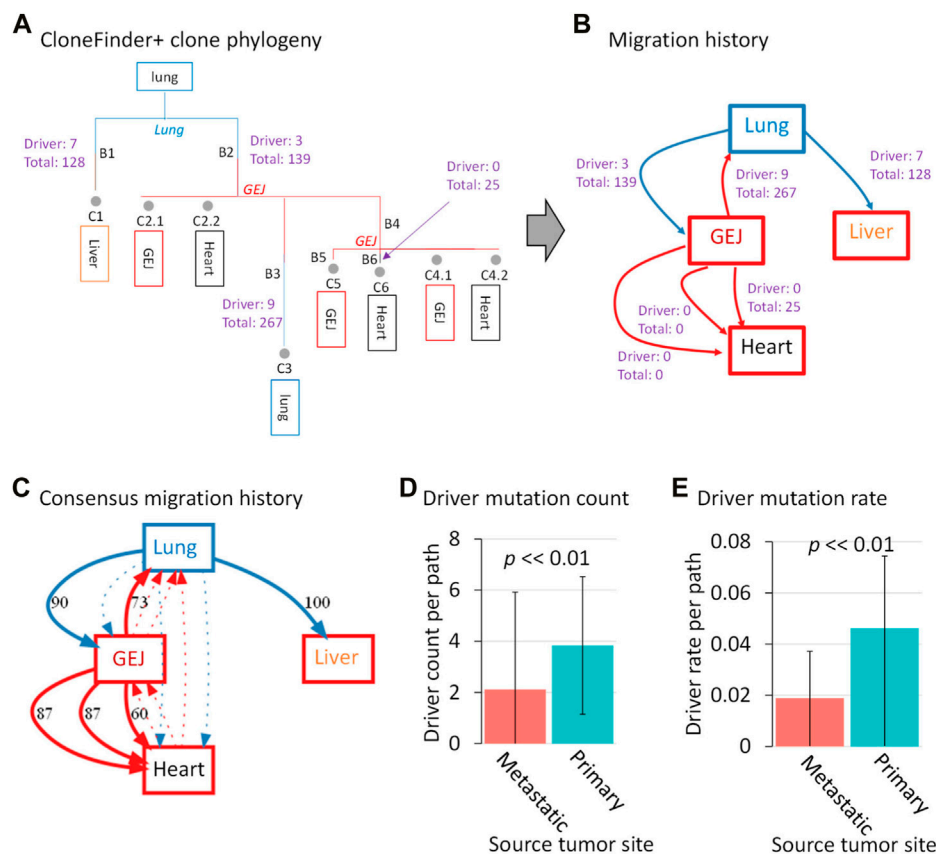 A
CloneFinder+ clone phylogeny
lung
Lung
Driver: 7
Total: 128
B1
B2
Driver: 3
Total: 139
Driver: 0
Total: 25
GEJ
C1
C2.1
C2.2
Liver
GEJ
Heart
B3
B4
GEJ
B5
B6
C5
C6
C4.1
C4.2
GEJ
Heart
GEJ
Heart
Driver: 9
Total: 267
C3
lung
B
Migration history
Lung
Driver: 3
Total: 139
Driver: 9
Total: 267
Driver: 7
Total: 128
GEJ
Liver
Driver: 0
Total: 25
Driver: 0
Total: 0
Driver: 0
Total: 0
Heart
C
Consensus migration history
Lung
90
73
100
GEJ
Liver
87
87
60
Heart
D
Driver mutation count
Driver count per path
8
6
4
2
0
p << 0.01
Metastatic
Primary
Source tumor site
E
Driver mutation rate
Driver rate per path
0.08
0.06
0.04
0.02
0
p << 0.01
Metastatic
Primary
Source tumor site